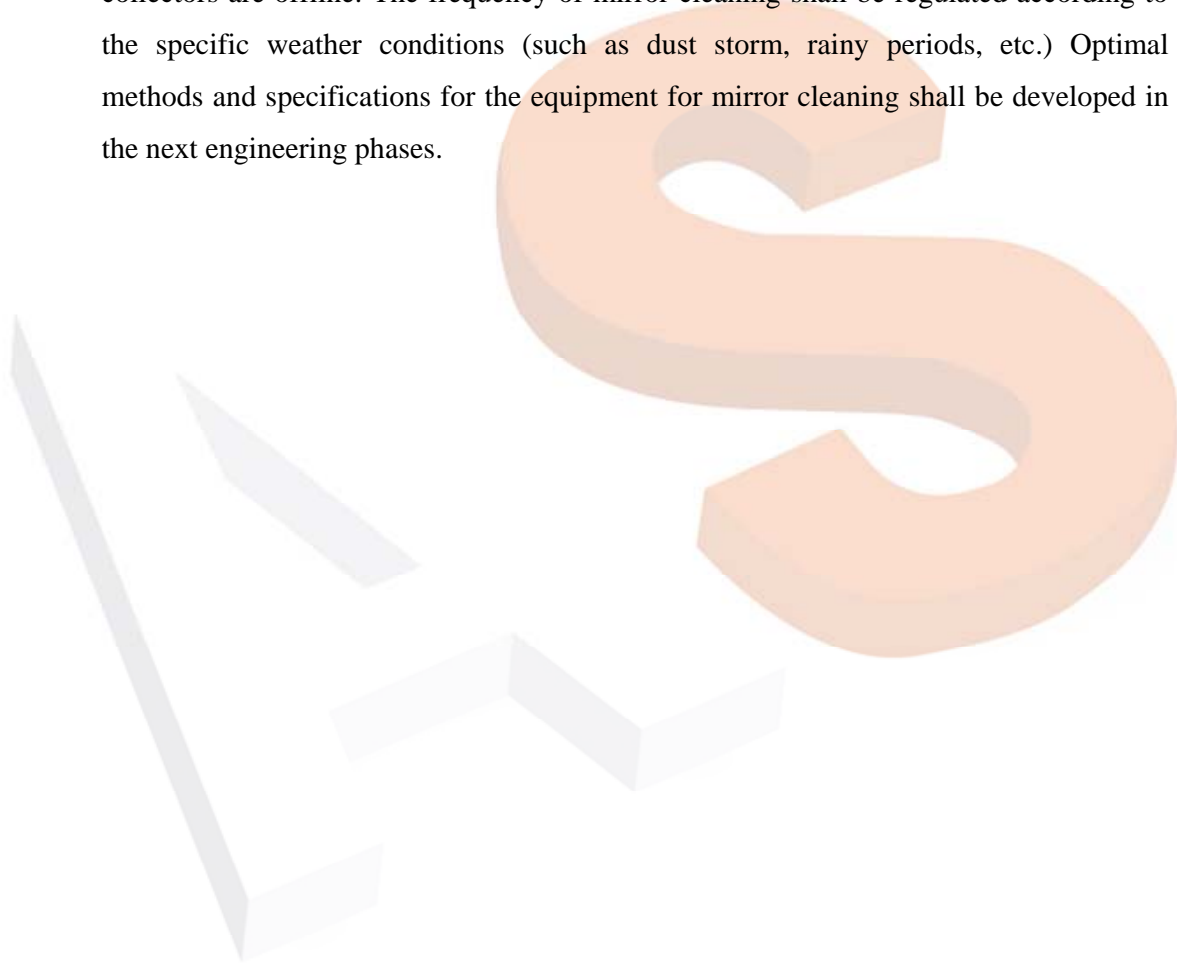 collectors are offline. The frequency of mirror cleaning shall be regulated according to
the specific weather conditions (such as dust storm, rainy periods, etc.) Optimal
methods and specifications for the equipment for mirror cleaning shall be developed in
the next engineering phases.
S